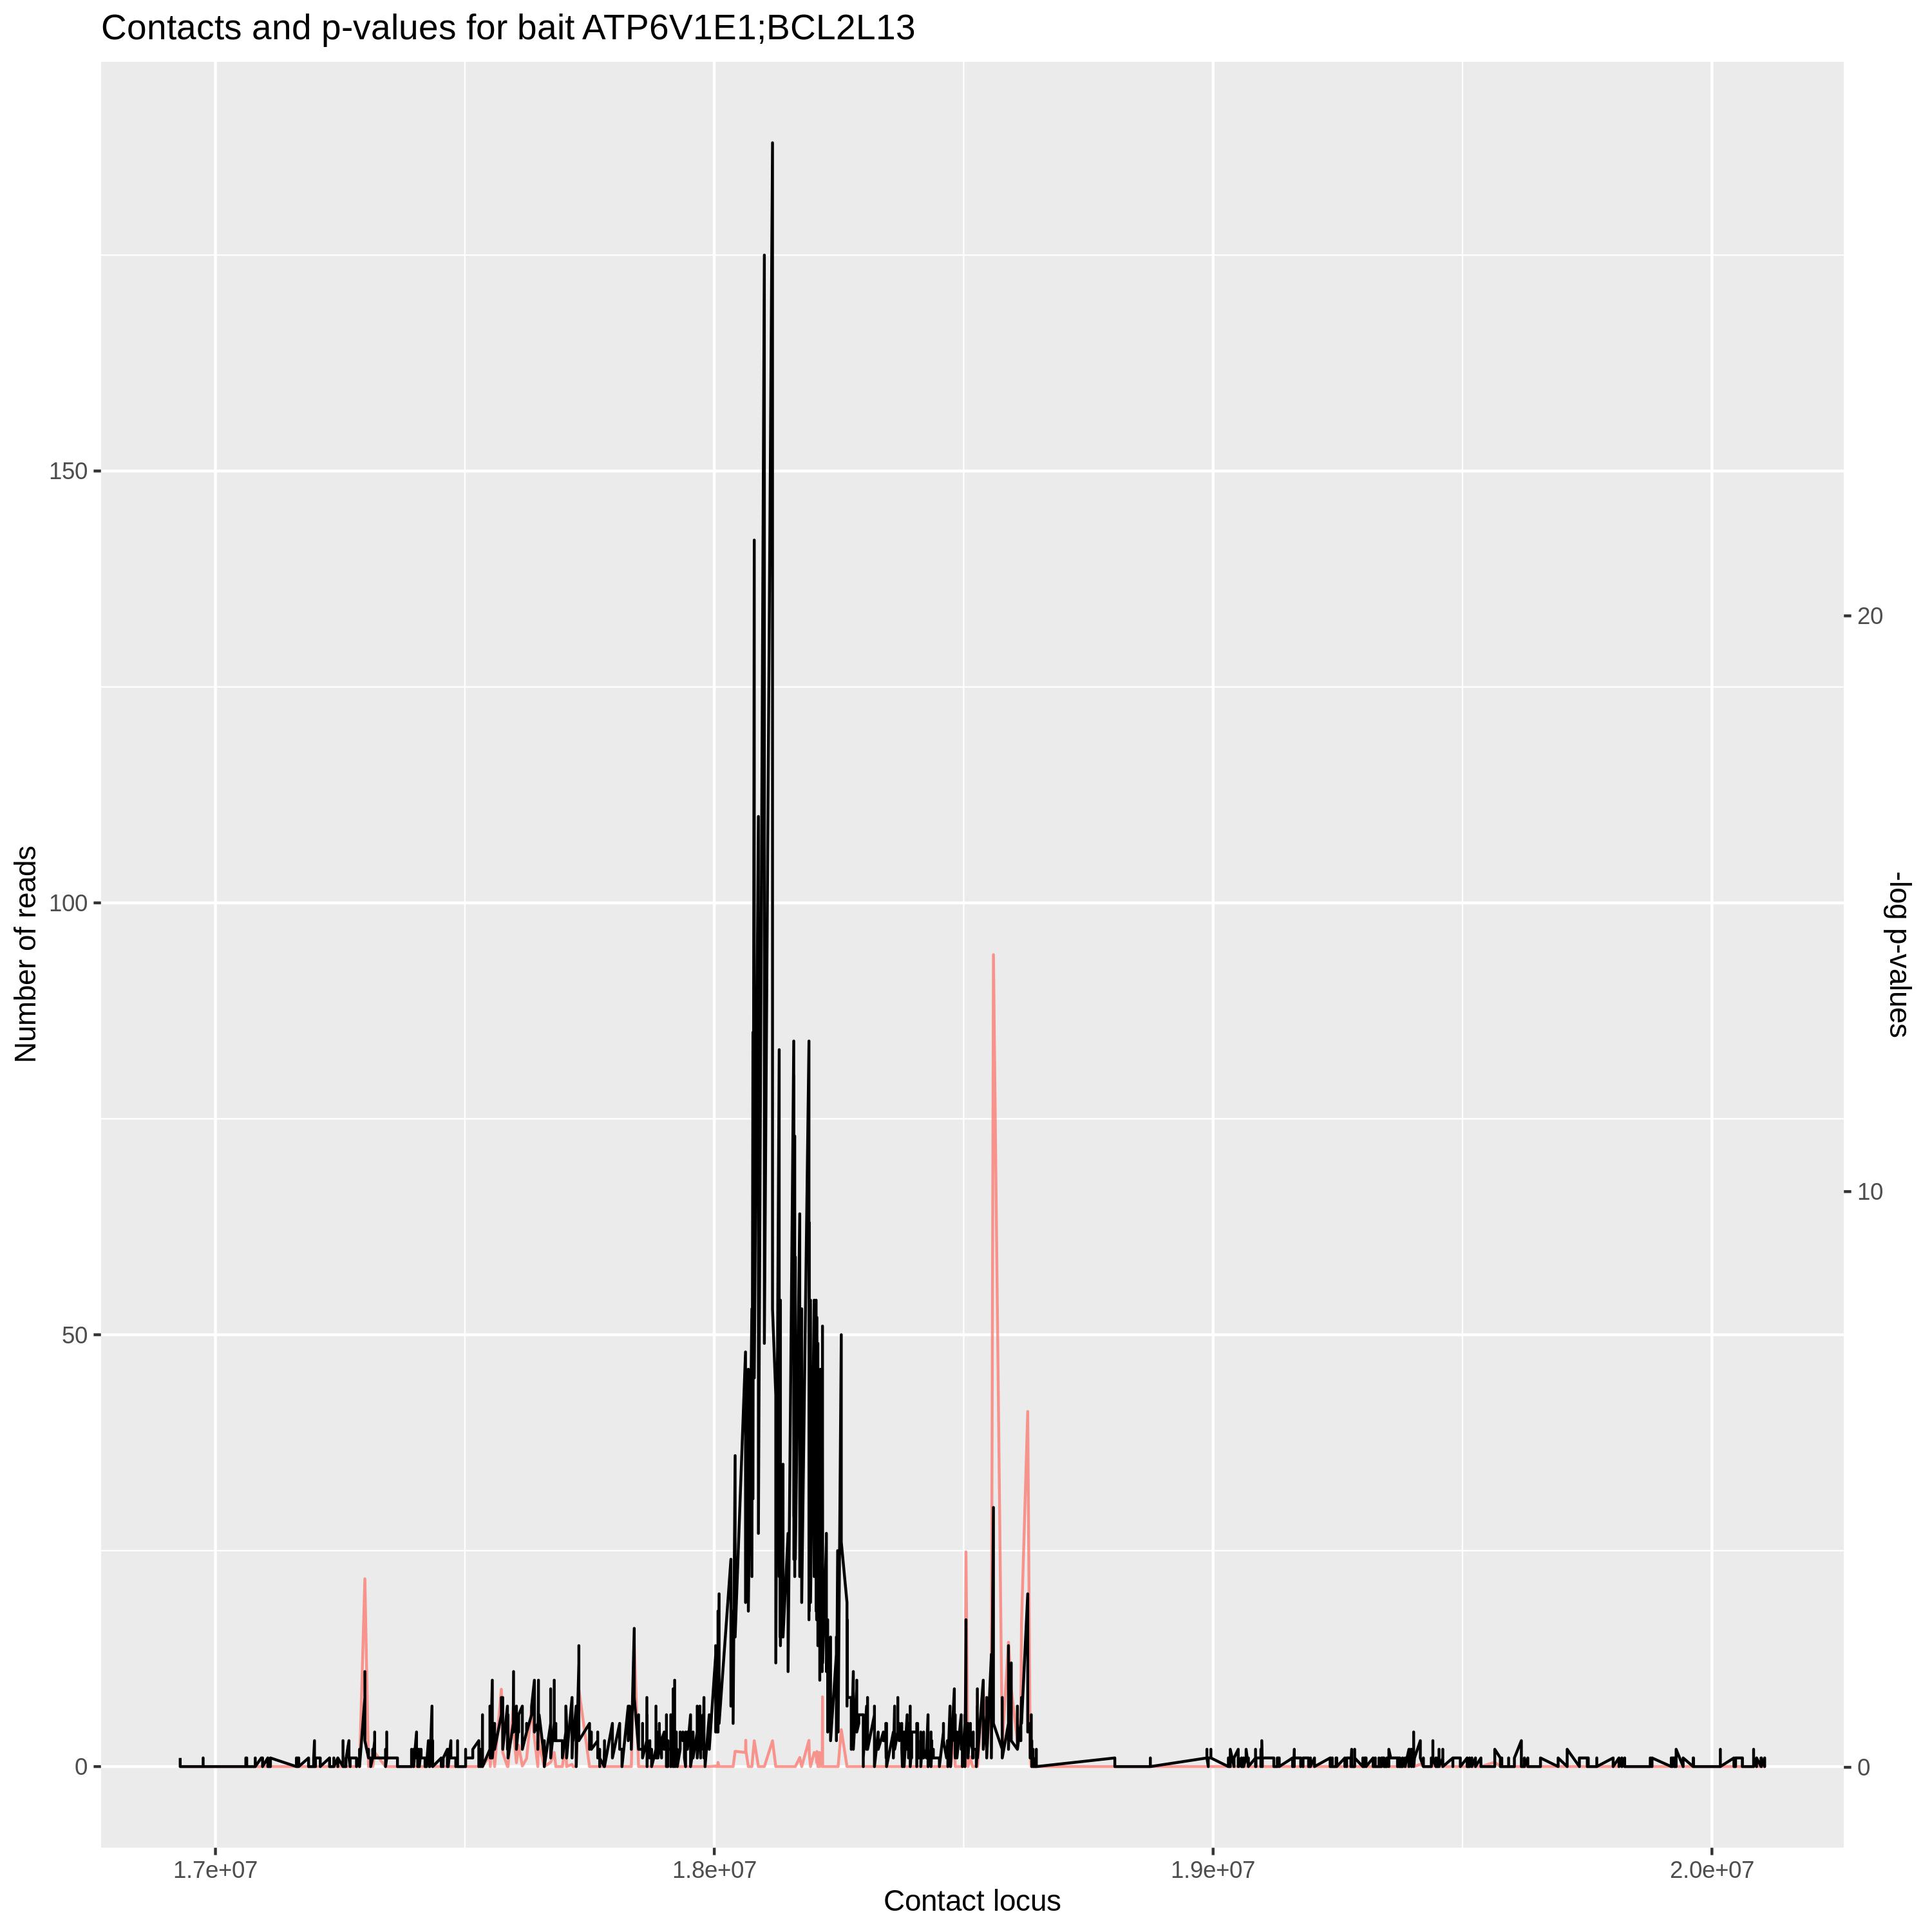 Contacts and p-values for bait ATP6V1E1;BCL2L13
150
100
50
0
20
10
0
Number of reads
-log p-values
1.7e+07
1.8e+07
1.9e+07
2.0e+07
Contact locus